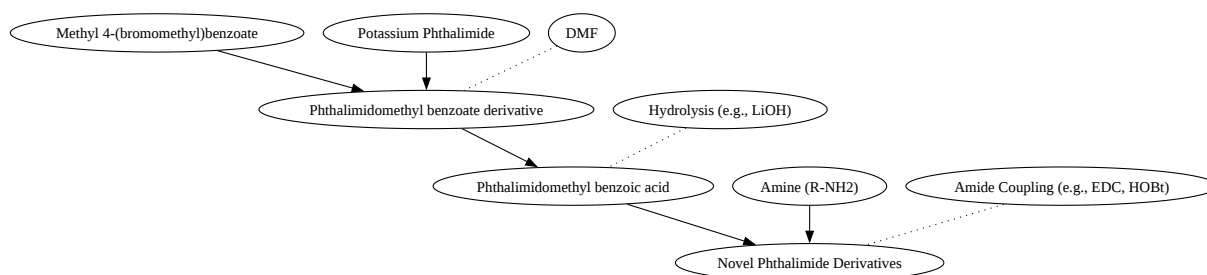 Methyl 4-(bromomethyl)benzoate
Potassium Phthalimide
DMF
Phthalimidomethyl benzoate derivative
Hydrolysis (e.g., LiOH)
Phthalimidomethyl benzoic acid
Amine (R-NH2)
Amide Coupling (e.g., EDC, HOBt)
Novel Phthalimide Derivatives